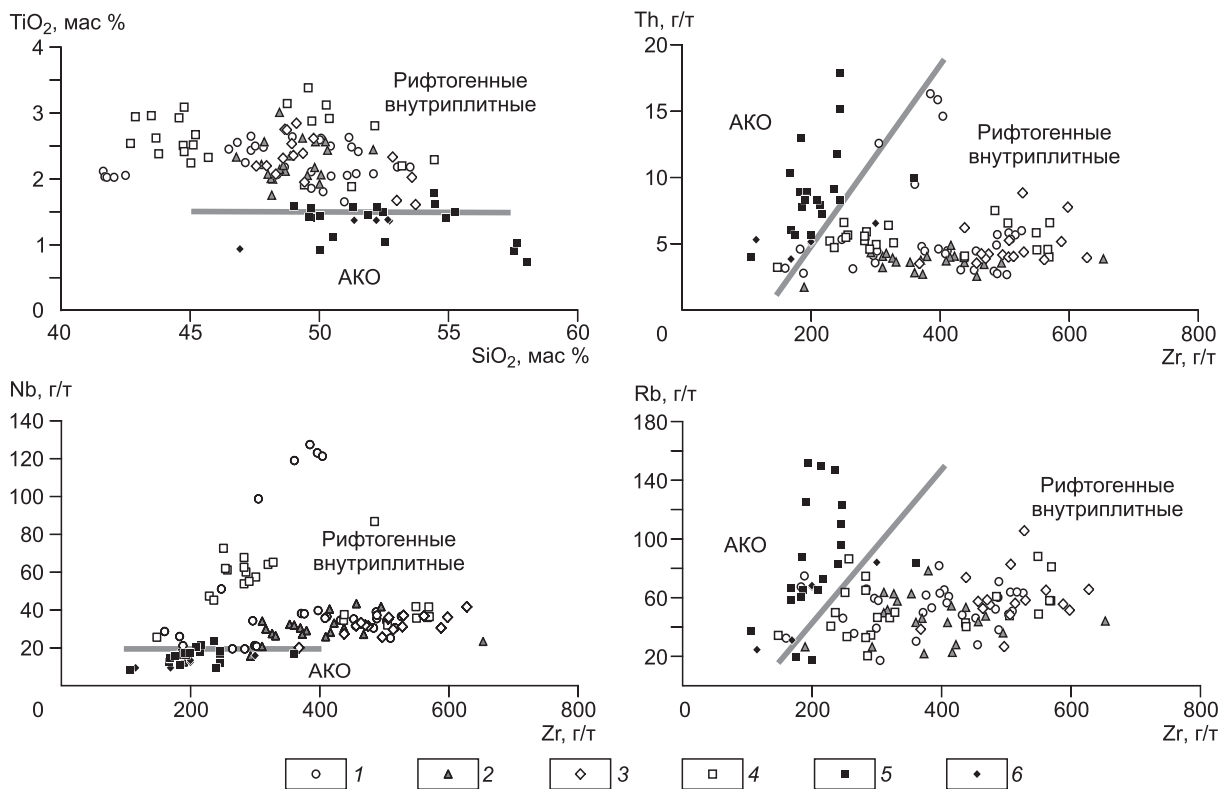 TiO2, мас %
4
3
2
1
0
Рифтогенные
внутриплитные
АКО
40
45
50
55
60
SiO2, мас %
Th, г/т
20
15
10
5
0
АКО
Рифтогенные
внутриплитные
200
400
600
800
Zr, г/т
Nb, г/т
140
120
100
80
60
40
20
0
Рифтогенные
внутриплитные
АКО
200
400
600
800
Zr, г/т
Rb, г/т
180
140
100
60
20
АКО
Рифтогенные
внутриплитные
0
200
400
600
800
Zr, г/т
1
2
3
4
5
6